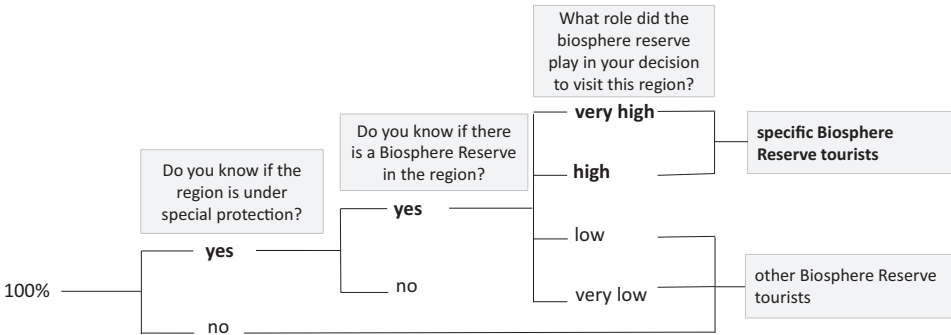 What role did the
biosphere reserve
play in your decision
to visit this region?
very high
Do you know if there
is a Biosphere Reserve
in the region?
specific Biosphere
Reserve tourists
Do you know if the
region is under
special protection?
high
yes
low
yes
other Biosphere Reserve
tourists
100%
no
very low
no